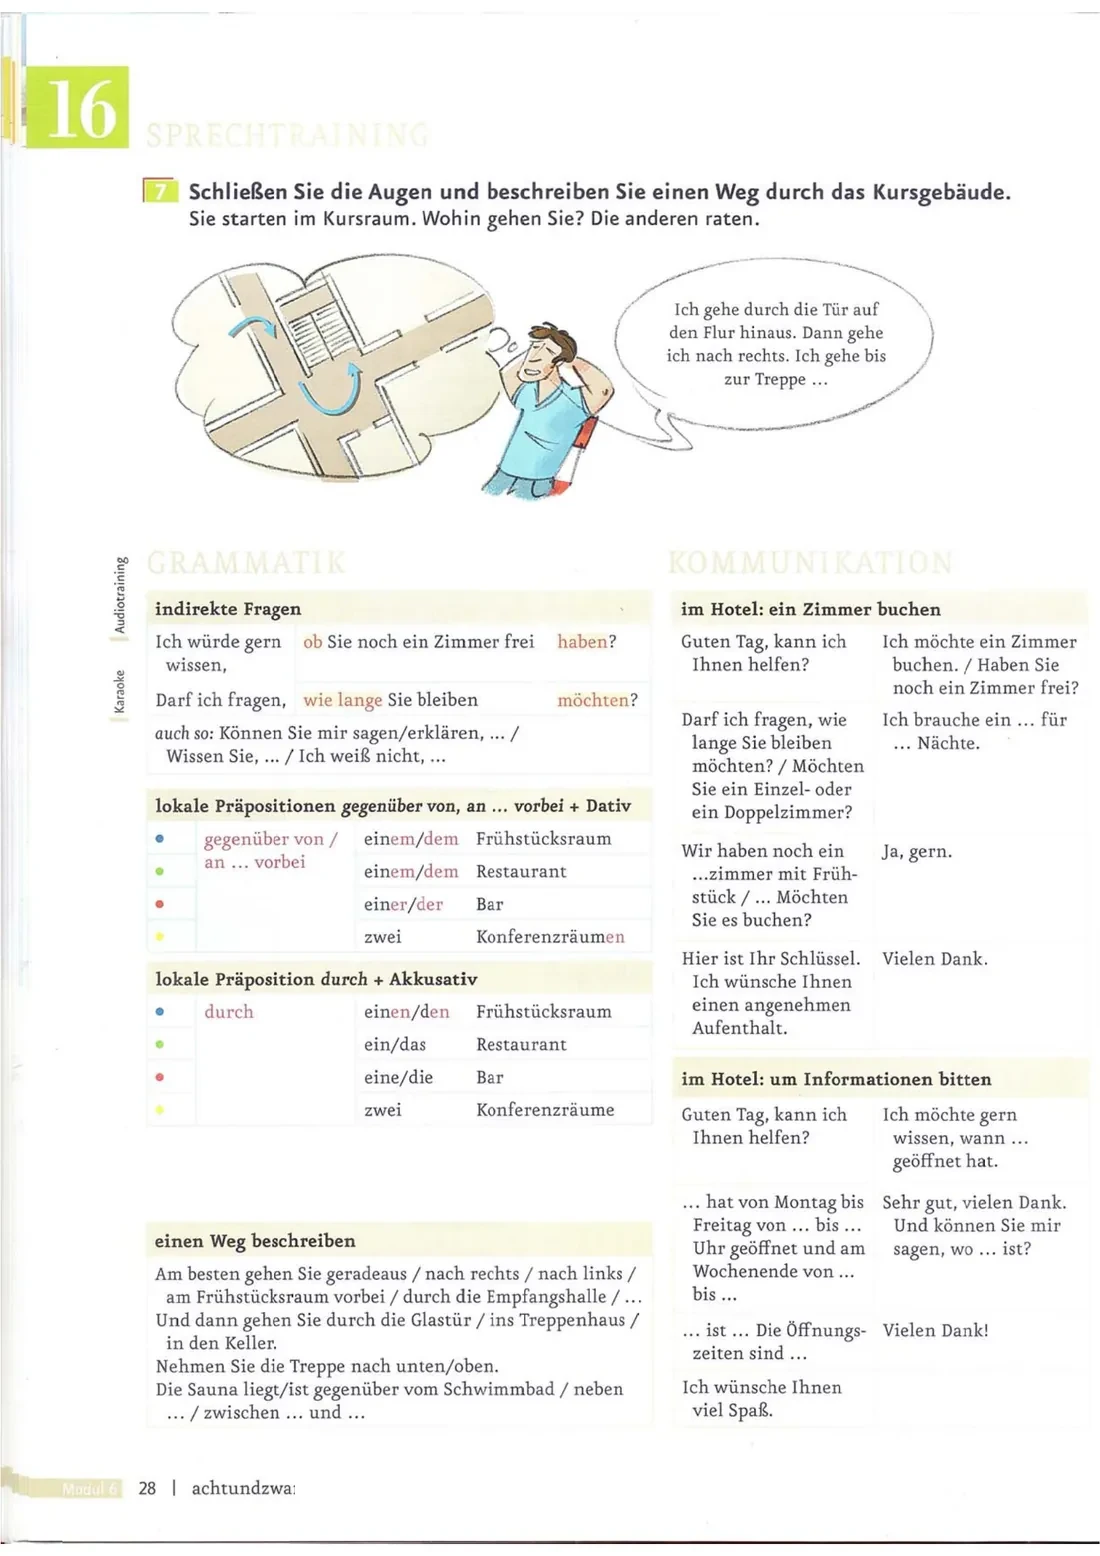 16
SPRECHTRAINING
7 Schließen Sie die Augen und beschreiben Sie einen Weg durch das Kursgebäude.
Sie starten im Kursraum. Wohin gehen Sie? Die anderen raten.
Ich gehe durch die Tür auf
den Flur hinaus. Dann gehe
ich nach rechts. Ich gehe bis
zur Treppe ...
Audiotraining
Karaoke
GRAMMATIK
indirekte Fragen
Ich würde gern ob Sie noch ein Zimmer frei haben?
wissen,
Darf ich fragen, wie lange Sie bleiben möchten?
auch so: Können Sie mir sagen/erklären, ... /
Wissen Sie, ... / Ich weiß nicht, ...
lokale Präpositionen gegenüber von, an ... vorbei + Dativ
gegenüber von / einem/dem Frühstücksraum
an ... vorbei
einem/dem Restaurant
einer/der Bar
zwei Konferenzräumen
lokale Präposition durch + Akkusativ
durch einen/den Frühstücksraum
ein/das Restaurant
eine/die Bar
zwei Konferenzräume
einen Weg beschreiben
Am besten gehen Sie geradeaus / nach rechts / nach links /
am Frühstücksraum vorbei / durch die Empfangshalle / ...
Und dann gehen Sie durch die Glastür / ins Treppenhaus /
in den Keller.
Nehmen Sie die Treppe nach unten/oben.
Die Sauna liegt/ist gegenüber vom Schwimmbad / neben
... / zwischen ... und ...
KOMMUNIKATION
im Hotel: ein Zimmer buchen
Guten Tag, kann ich
Ihnen helfen?
Ich möchte ein Zimmer
buchen. / Haben Sie
noch ein Zimmer frei?
Darf ich fragen, wie
lange Sie bleiben
möchten? / Möchten
Sie ein Einzel- oder
ein Doppelzimmer?
Ich brauche ein ... für
... Nächte.
Wir haben noch ein
...zimmer mit Früh-
stück / ... Möchten
Sie es buchen?
Ja, gern.
Hier ist Ihr Schlüssel.
Ich wünsche Ihnen
einen angenehmen
Aufenthalt.
Vielen Dank.
im Hotel: um Informationen bitten
Guten Tag, kann ich
Ihnen helfen?
Ich möchte gern
wissen, wann ...
geöffnet hat.
... hat von Montag bis
Freitag von ... bis ...
Uhr geöffnet und am
Wochenende von ...
bis ...
Sehr gut, vielen Dank.
Und können Sie mir
sagen, wo ... ist?
... ist ... Die Öffnungs-
zeiten sind ...
Vielen Dank!
Ich wünsche Ihnen
viel Spaß.
Modul 6 28 | achtundzwa